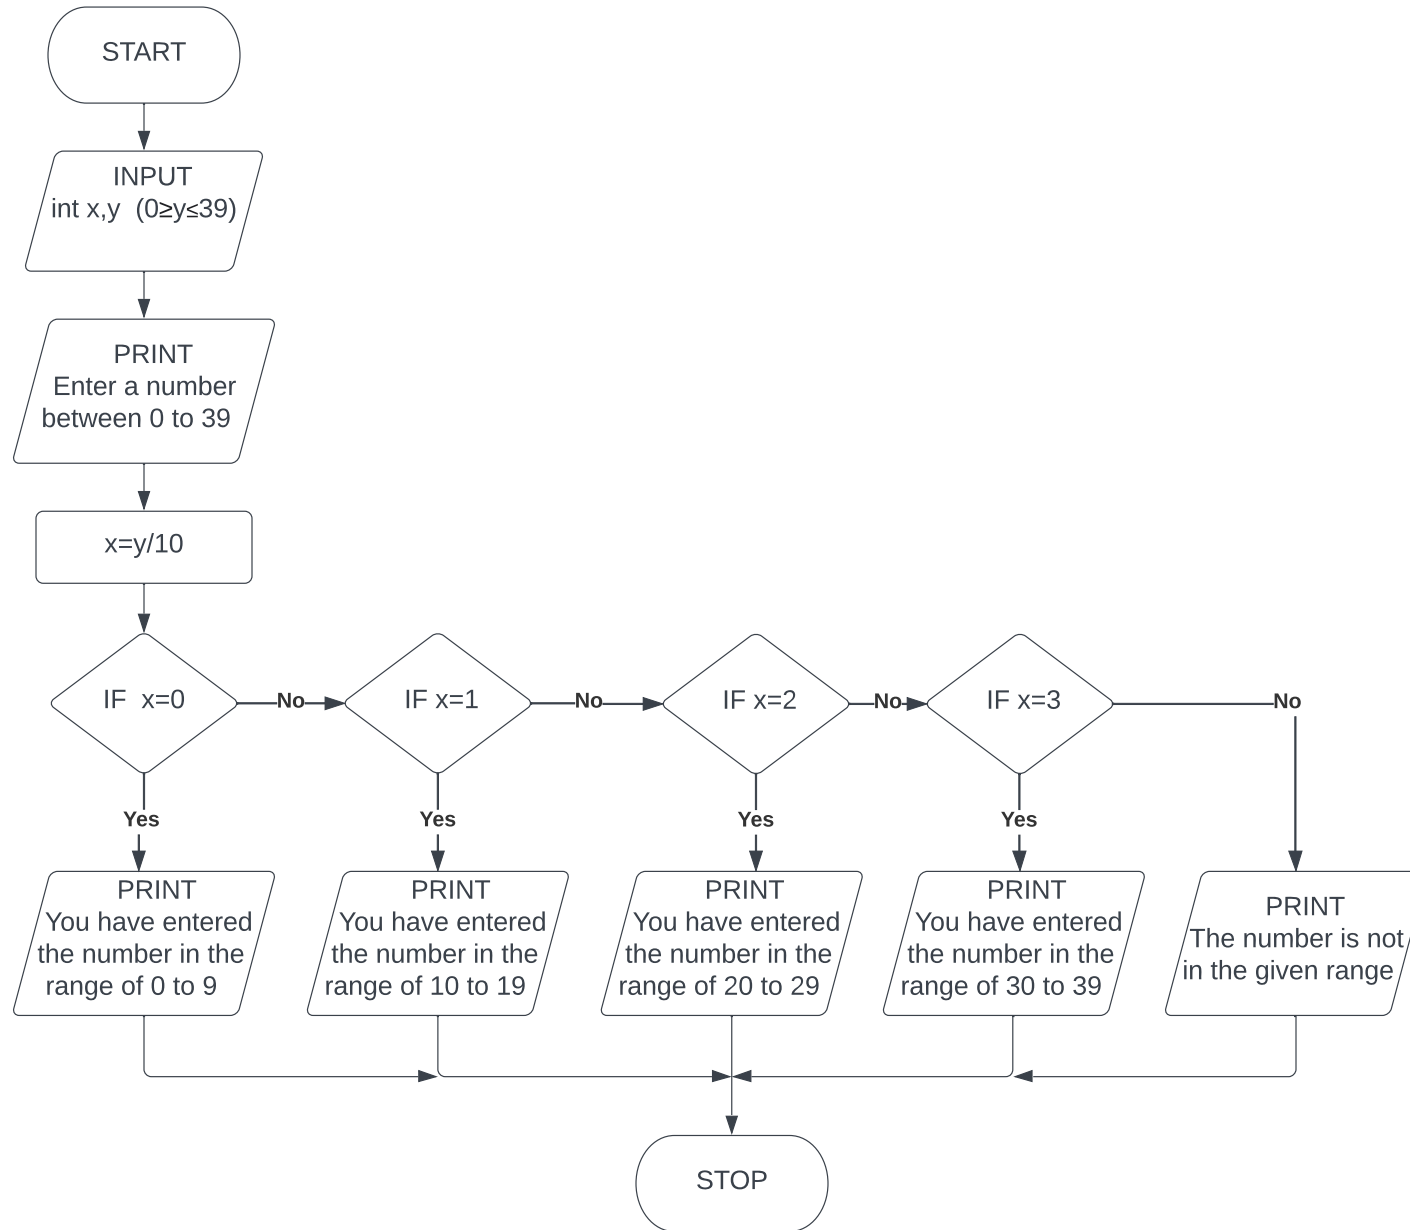 START
INPUT
int x,y  (0≥y≤39)
PRINT
Enter a number
between 0 to 39
x=y/10
IF  x=0
No
IF x=1
No
IF x=2
No
IF x=3
No
Yes
Yes
Yes
Yes
PRINT
You have entered
the number in the
range of 0 to 9
PRINT
You have entered
the number in the
range of 10 to 19
PRINT
You have entered
the number in the
range of 20 to 29
PRINT
You have entered
the number in the
range of 30 to 39
PRINT
The number is not
in the given range
STOP